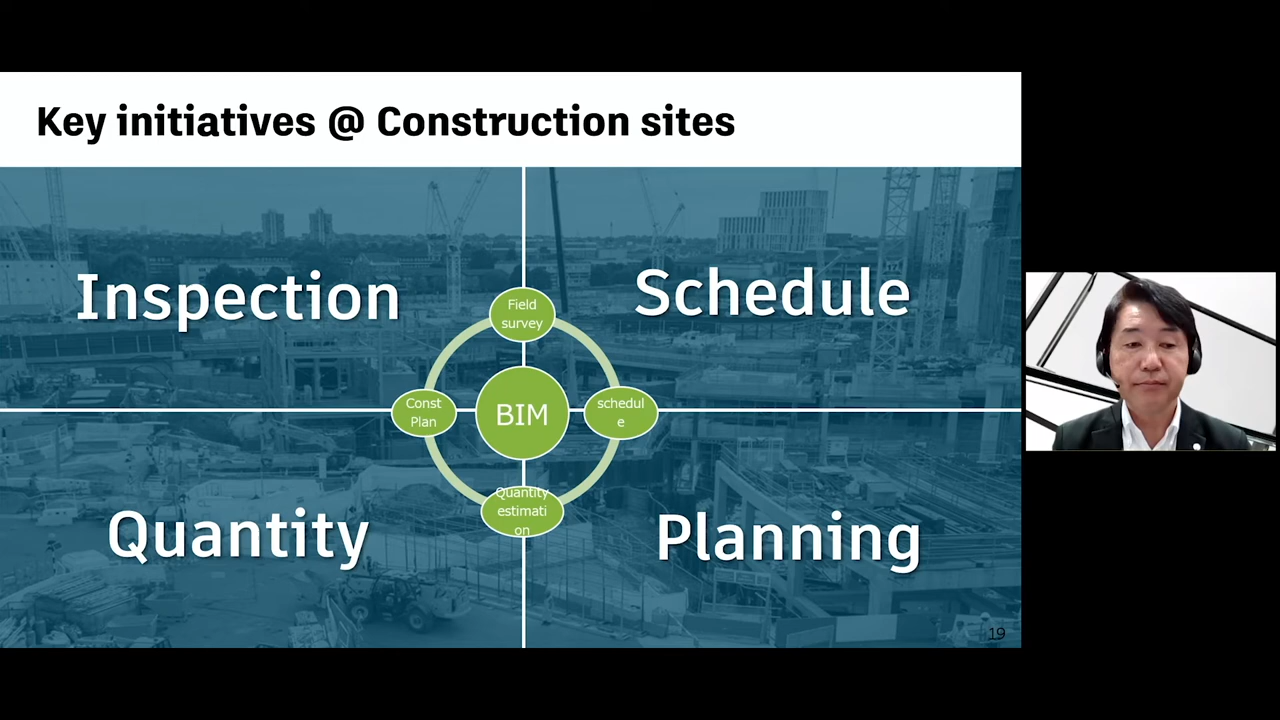 Key initiatives @ Construction sites
Inspection
Schedule
Field
survey
Const
Plan
BIM
schedul
e
Quantity
estimati
on
Quantity
Planning
19